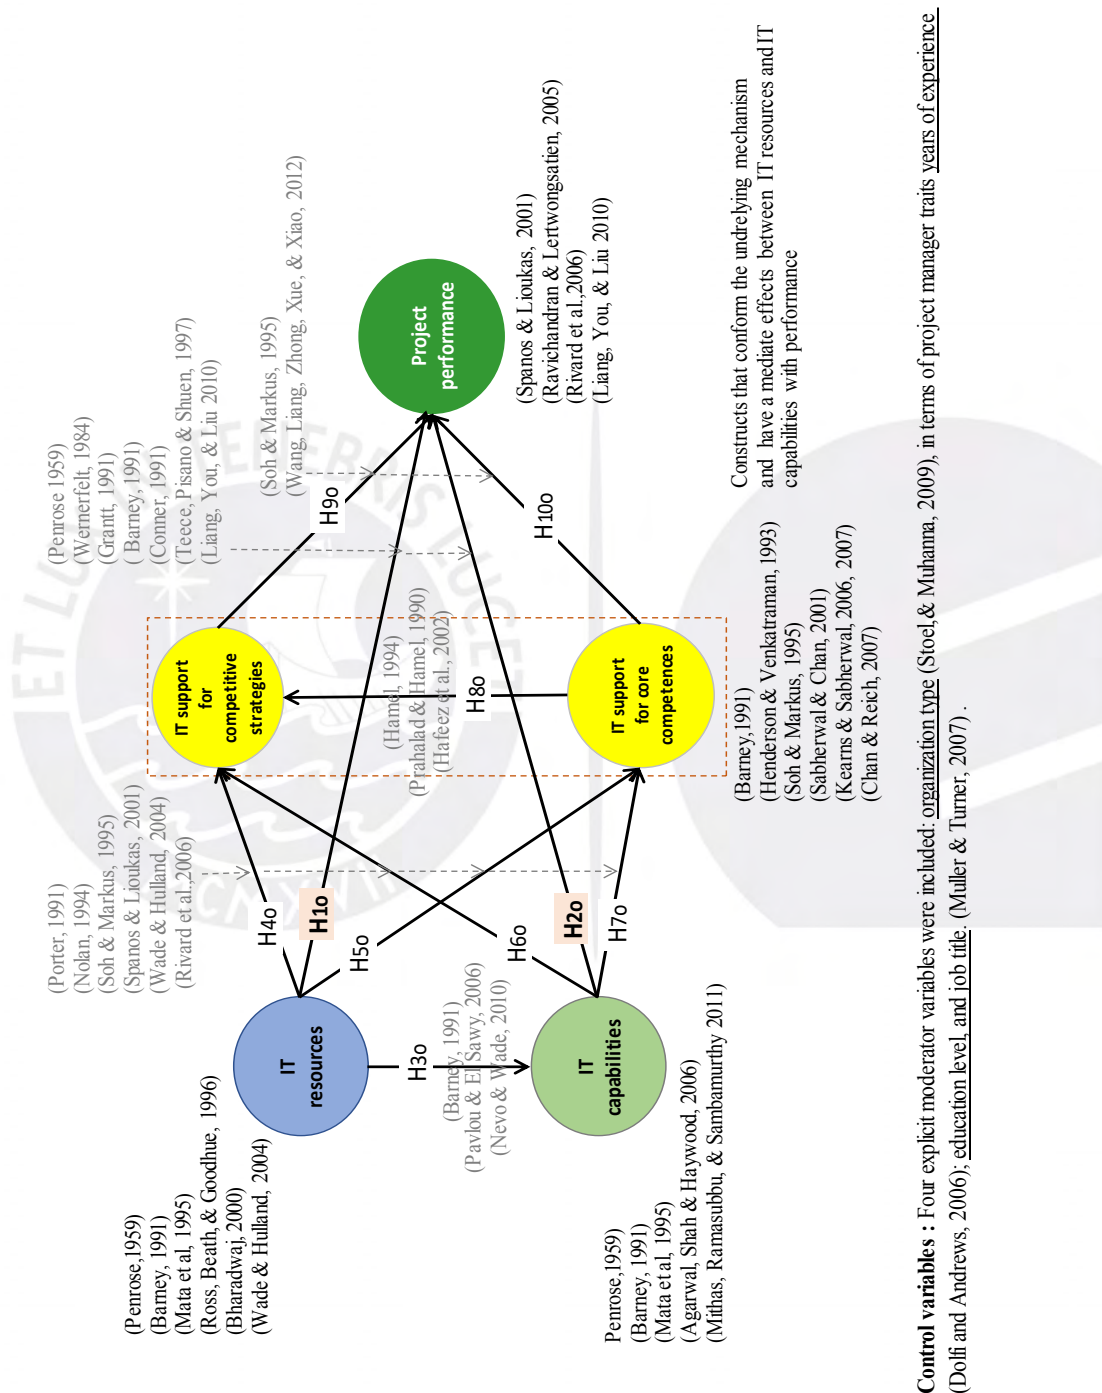 (Porter, 1991)
(Nolan, 1994)
(Soh & Markus, 1995)
(Spanos & Lioukas, 2001)
(Wade & Hulland, 2004)
(Rivard et al.,2006)
(Penrose 1959)
(Wernerfelt, 1984)
(Grantt, 1991)
( Barney, 1991)
(Conner, 1991)
(Teece, Pisano & Shuen, 1997)
(Liang, You, & Liu 2010)
(Soh & Markus, 1995)
(Wang, Liang, Zhong, Xue, & Xiao, 2012)
(Penrose,1959)
(Barney, 1991)
(Mata et al, 1995)
(Ross, Beath, & Goodhue, 1996)
(Bharadwaj, 2000)
(Wade & Hulland, 2004)
IT
resources
H4o
H1o
H5o
IT support
for
competitive
strategies
H9o
H3o
(Barney, 1991)
(Pavlou & El Sawy, 2006)
(Nevo & Wade, 2010)
(Hamel, 1994)
(Prahalad & Hamel, 1990)
(Hafeez et al., 2002)
H8o
Project
performance
IT
capabilities
H6o
H2o
H7o
IT support
for core
competences
H10o
(Spanos & Lioukas, 2001)
(Ravichandran & Lertwongsatien, 2005)
(Rivard et al.,2006)
(Liang, You, & Liu 2010)
Penrose,1959)
(Barney, 1991)
(Mata et al, 1995)
(Agarwal, Shah & Haywood, 2006)
(Mithas, Ramasubbu, & Sambamurthy 2011)
(Barney,1991)
(Henderson & Venkatraman, 1993)
(Soh & Markus, 1995)
(Sabherwal & Chan, 2001)
(Kearns & Sabherwal, 2006, 2007)
(Chan & Reich, 2007)
Constructs that conform the undrelying mechanism
and have a mediate effects between IT resources and IT
capabilities with performance
Control variables : Four explicit moderator variables were included: organization type (Stoel,& Muhanna, 2009), in terms of project manager traits years of experience
(Dolfi and Andrews, 2006); education level, and job title. (Muller & Turner, 2007) .
ET LUX IN TENEBRIS LUCET
MCMXVII